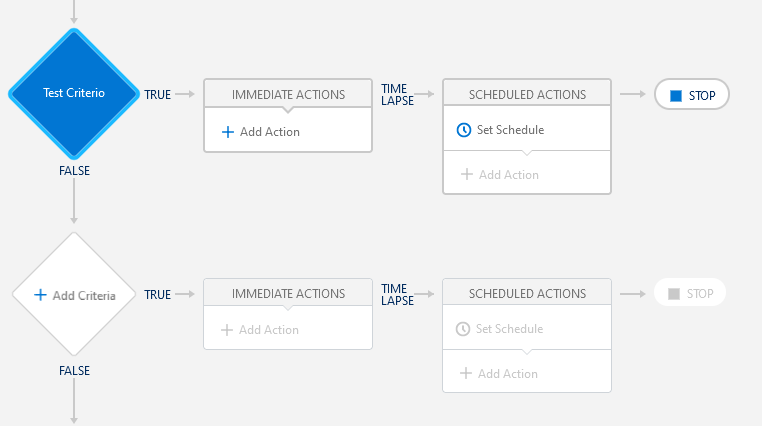 Test Criterio
TRUE
IMMEDIATE ACTIONS
Add Action
TIME
LAPSE
SCHEDULED ACTIONS
Set Schedule
Add Action
STOP
FALSE
Add Criteria
TRUE
IMMEDIATE ACTIONS
Add Action
TIME
LAPSE
SCHEDULED ACTIONS
Set Schedule
Add Action
STOP
FALSE